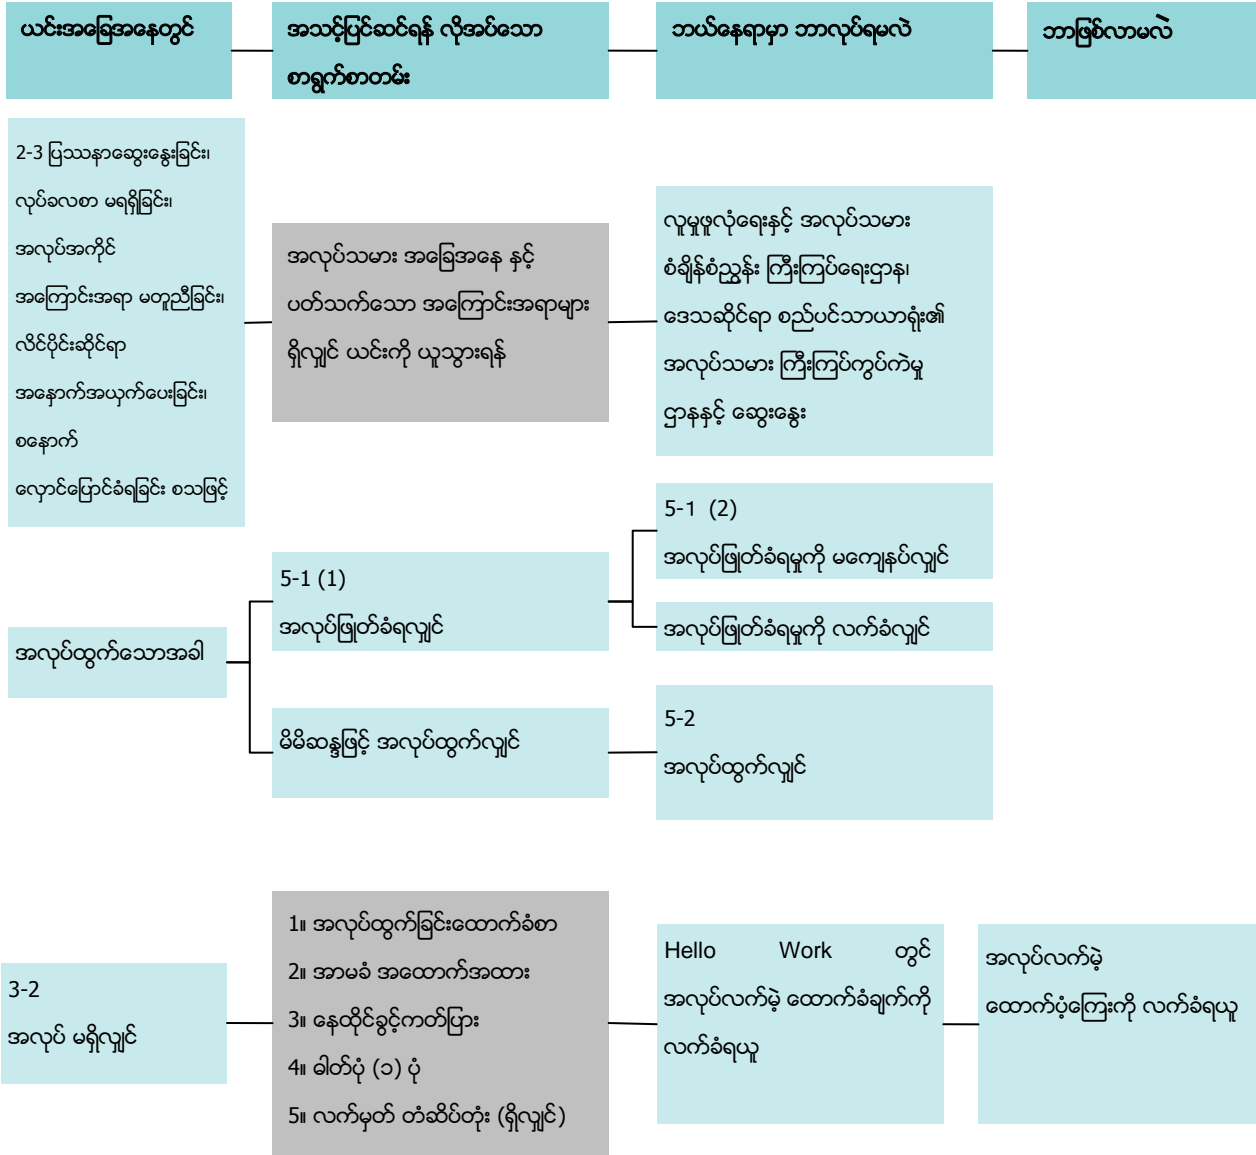 ယင်းအခြေအနေတွင်
အသင့်ပြင်ဆင်ရန် လိုအပ်သော
စာရွက်စာတမ်း
ဘယ်နေရာမှာ ဘာလုပ်ရမလဲ
ဘာဖြစ်လာမလဲ
2-3 ပြဿနာဆွေးနွေးခြင်း၊
လုပ်ခလစာ မရရှိခြင်း၊
အလုပ်အကိုင်
အကြောင်းအရာ မတူညီခြင်း၊
လိင်ပိုင်းဆိုင်ရာ
အနှောက်အယှက်ပေးခြင်း၊
စနောက်
လှောင်ပြောင်ခံရခြင်း စသဖြင့်
အလုပ်သမား အခြေအနေ နှင့်
ပတ်သက်သော အကြောင်းအရာများ
ရှိလျှင် ယင်းကို ယူသွားရန်
လူမှုဖူလုံရေးနှင့် အလုပ်သမား
စံချိန်စံညွှန်း ကြီးကြပ်ရေးဌာန၊
ဒေသဆိုင်ရာ စည်ပင်သာယာရုံး၏
အလုပ်သမား ကြီးကြပ်ကွပ်ကဲမှု
ဌာနနှင့် ဆွေးနွေး
အလုပ်ထွက်သောအခါ
5-1 (1)
အလုပ်ဖြုတ်ခံရလျှင်
5-1 (2)
အလုပ်ဖြုတ်ခံရမှုကို မကျေနပ်လျှင်
အလုပ်ဖြုတ်ခံရမှုကို လက်ခံလျှင်
မိမိဆန္ဒဖြင့် အလုပ်ထွက်လျှင်
5-2
အလုပ်ထွက်လျှင်
3-2
အလုပ် မရှိလျှင်
1။ အလုပ်ထွက်ခြင်းထောက်ခံစာ
2။ အာမခံ အထောက်အထား
3။ နေထိုင်ခွင့်ကတ်ပြား
4။ ဓါတ်ပုံ (၁) ပုံ
5။ လက်မှတ် တံဆိပ်တုံး (ရှိလျှင်)
Hello Work တွင်
အလုပ်လက်မဲ့ ထောက်ခံချက်ကို
လက်ခံရယူ
အလုပ်လက်မဲ့
ထောက်ပံ့ကြေးကို လက်ခံရယူ